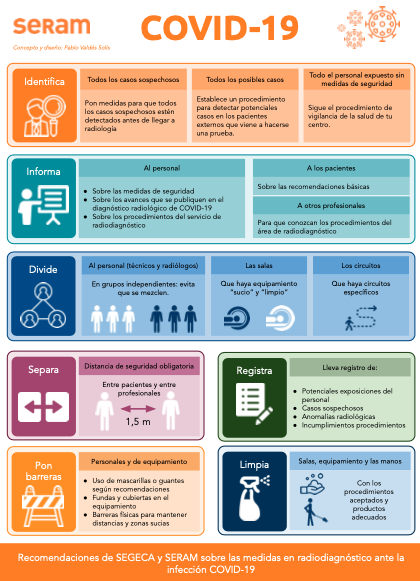 seram
COVID-19
Concepto y diseño: Pablo Valdés Solís
Identifica
Todos los casos sospechosos
Pon medidas para que todos
los casos sospechosos estén
detectados antes de llegar a
radiología
Todos los posibles casos
Establece un procedimiento
para detectar potenciales
casos en los pacientes
externos que viene a hacerse
una prueba.
Todo el personal expuesto sin
medidas de seguridad
Sigue el procedimiento de
vigilancia de la salud de tu
centro.
Informa
Al personal
Sobre las medidas de seguridad
Sobre los avances que se publiquen en el
diagnóstico radiológico de COVID-19
Sobre los procedimientos del servicio de
radiodiagnóstico
A los pacientes
Sobre las recomendaciones básicas
A otros profesionales
Para que conozcan los procedimientos del
área de radiodiagnóstico
Divide
Al personal (técnicos y radiólogos)
En grupos independientes: evita
que se mezclen.
Las salas
Que haya equipamiento
"sucio" y "limpio"
Los circuitos
Que haya circuitos
específicos
Separa
Distancia de seguridad obligatoria
Entre pacientes y entre
profesionales
1,5 m
Registra
Lleva registro de:
Potenciales exposiciones del
personal
Casos sospechosos
Anomalías radiológicas
Incumplimientos procedimientos
Pon
barreras
Personales y de equipamiento
Uso de mascarillas o guantes
según recomendaciones
Fundas y cubiertas en el
equipamiento
Barreras físicas para mantener
distancias y zonas sucias
Limpia
Salas, equipamiento y las manos
Con los
procedimientos
aceptados y
productos
adecuados
Recomendaciones de SEGECA y SERAM sobre las medidas en radiodiagnóstico ante la
infección COVID-19